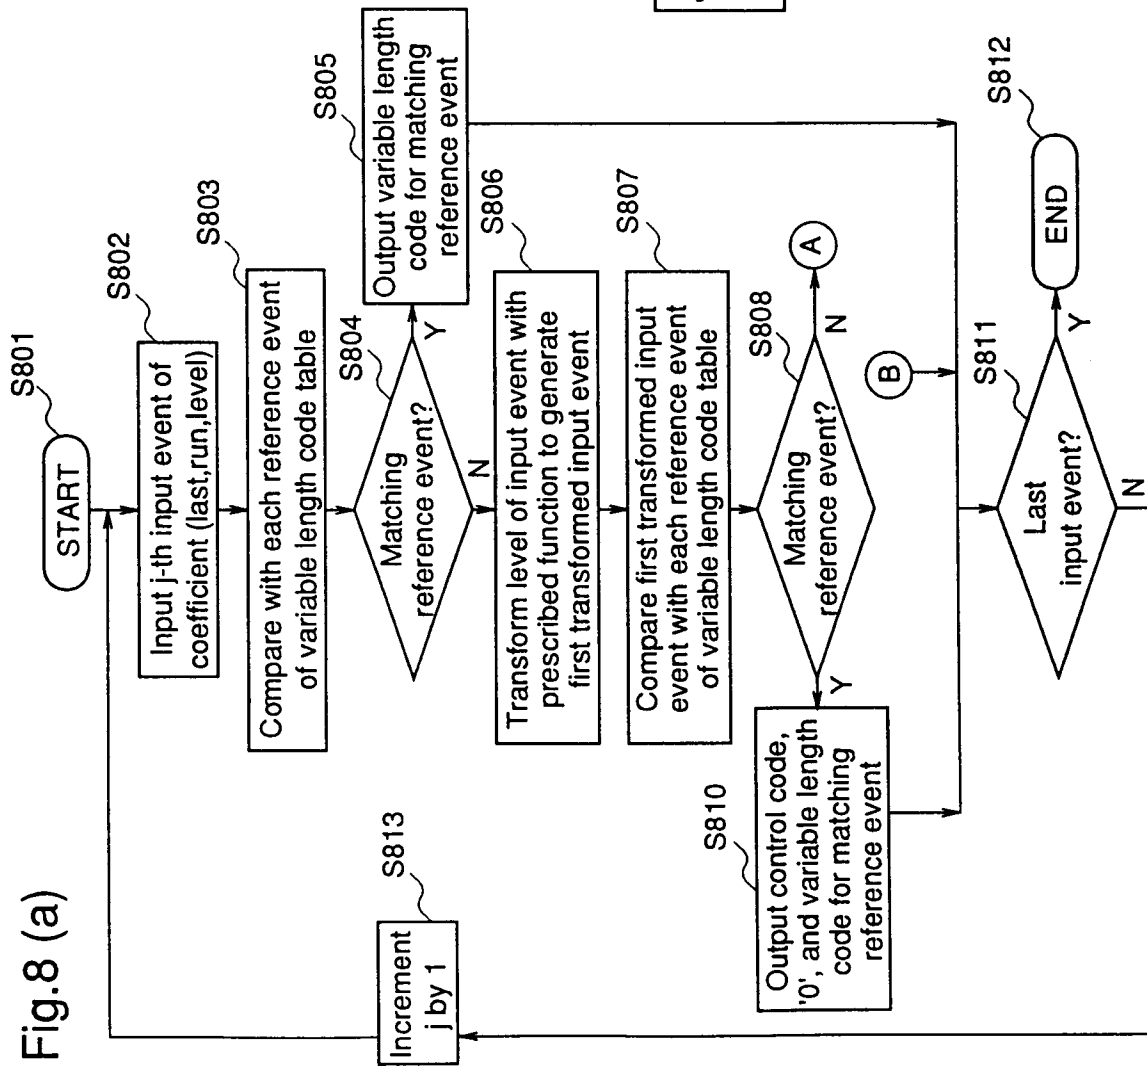 Fig.8 (a)
S801
START
S802
Input j-th input event of
coefficient (last,run,level)
S803
Compare with each reference event
of variable length code table
S804
Matching
reference event?
Y
N
S805
Output variable length
code for matching
reference event
S806
Transform level of input event with
prescribed function to generate
first transformed input event
S807
Compare first transformed input
event with each reference event
of variable length code table
S808
Matching
reference event?
N
A
Y
S810
Output control code,
'0', and variable length
code for matching
reference event
B
S811
Last
input event?
Y
N
S812
END
S813
Increment
j by 1